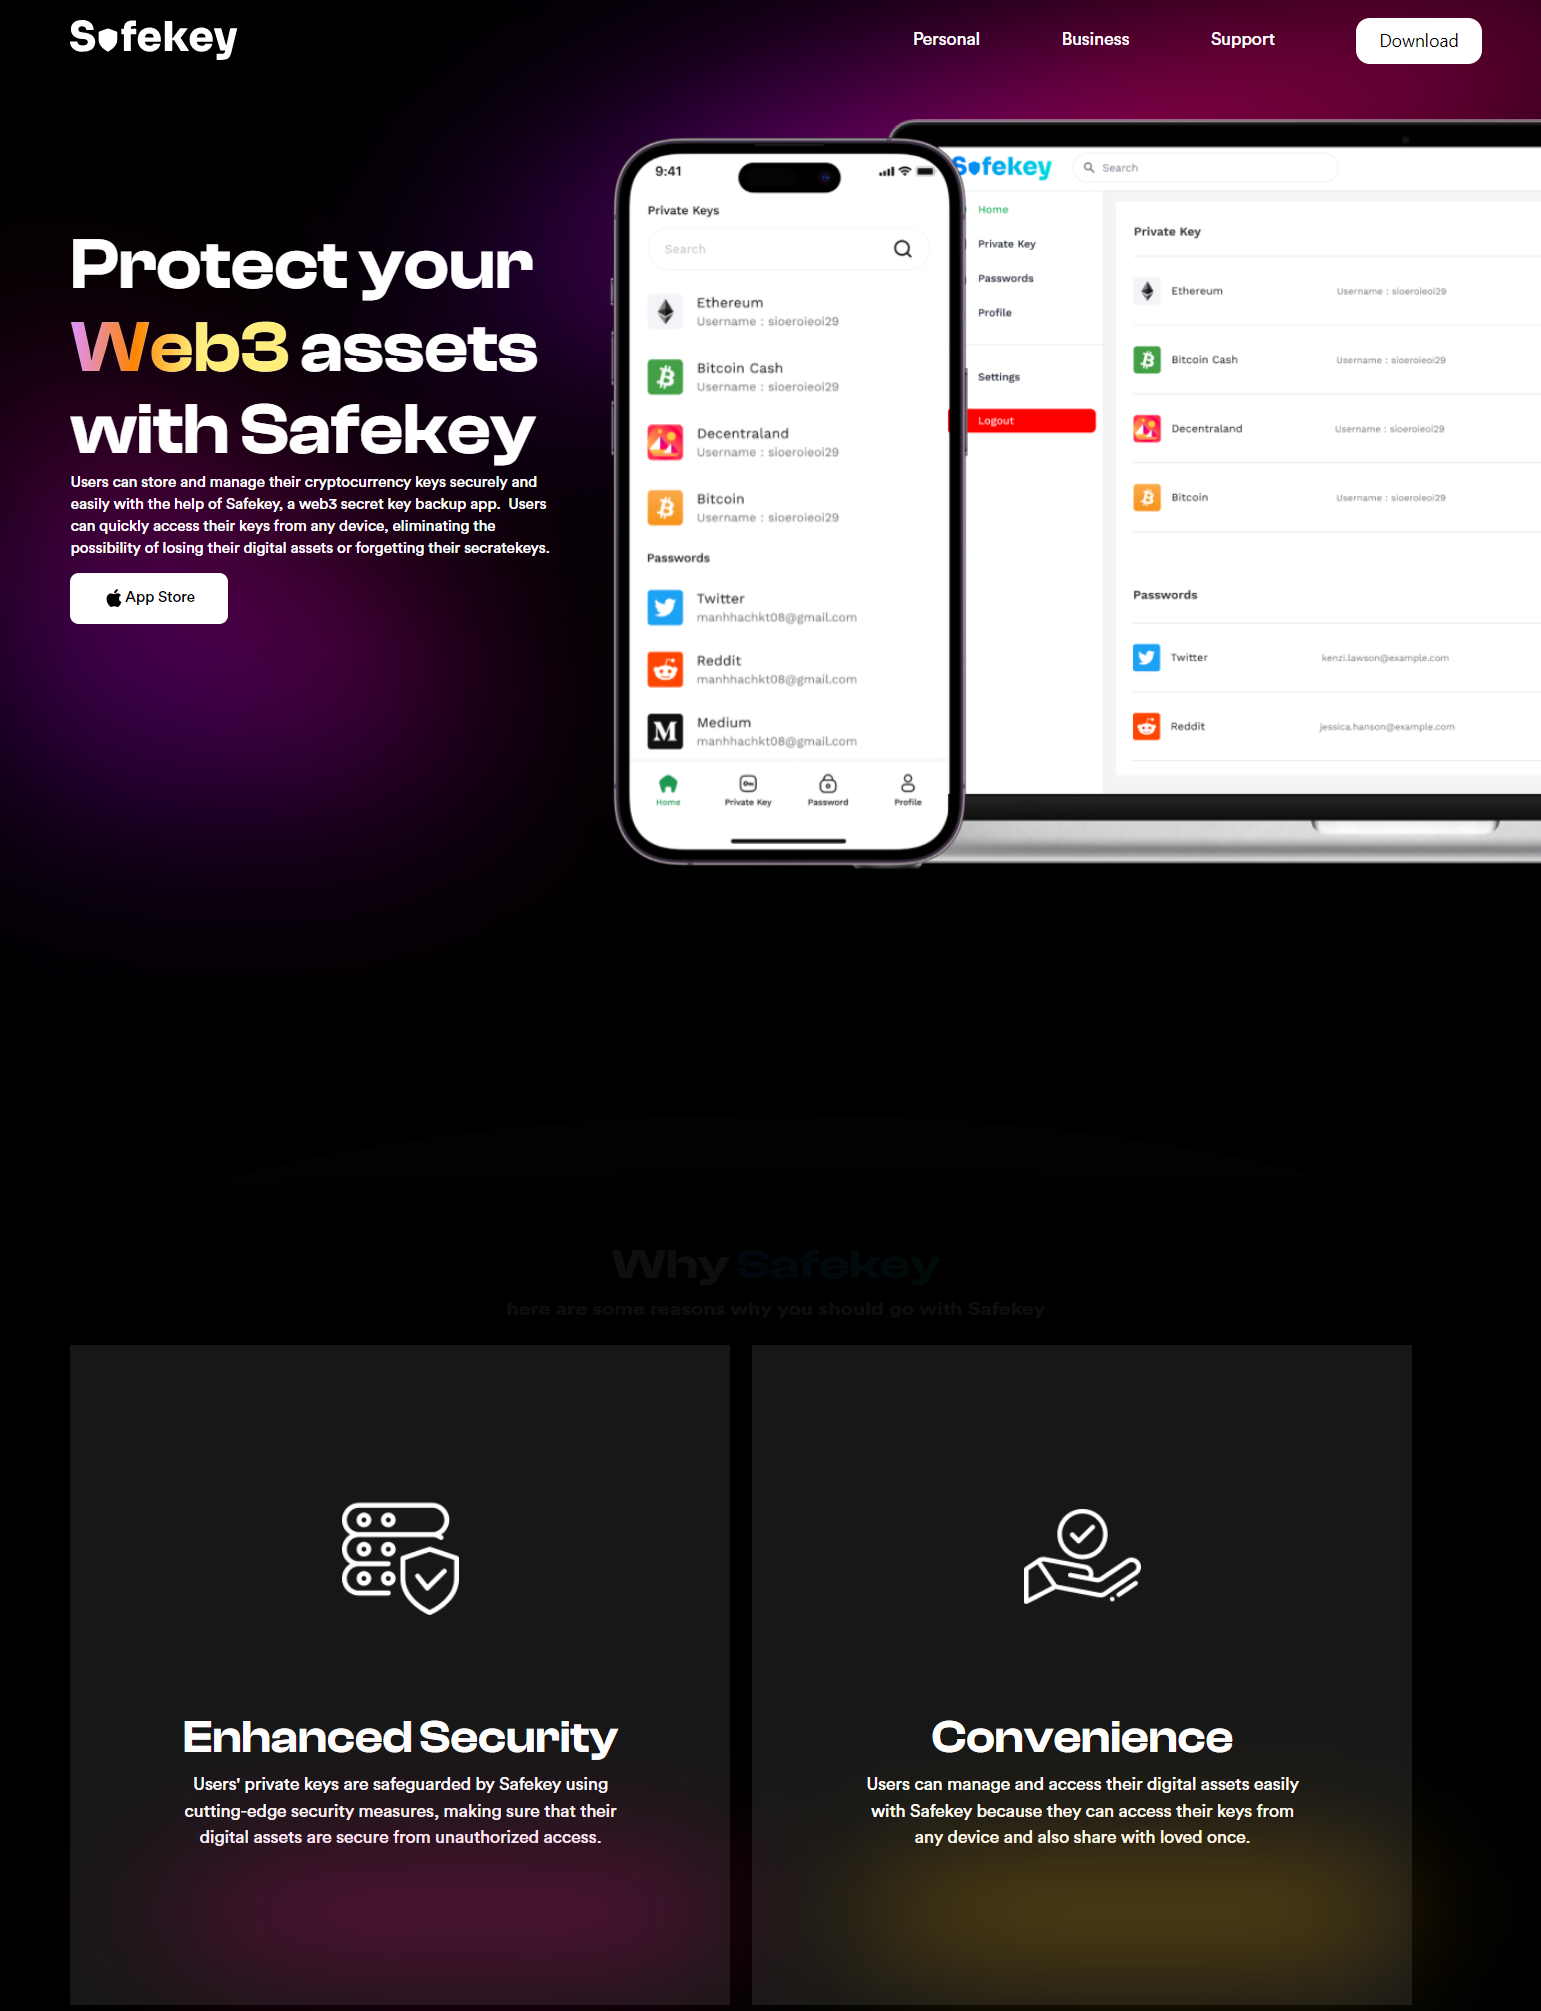 Safekey
Personal
Business
Support
Download
Protect your
Web3 assets
with Safekey
Users can store and manage their cryptocurrency keys securely and
easily with the help of Safekey, a web3 secret key backup app.  Users
can quickly access their keys from any device, eliminating the
possibility of losing their digital assets or forgetting their secratekeys.
App Store
9:41
Private Keys
Search
Ethereum
Username : sioeroieoi29
Bitcoin Cash
Username : sioeroieoi29
Decentraland
Username : sioeroieoi29
Bitcoin
Username : sioeroieoi29
Passwords
Twitter
manhhachkt08@gmail.com
Reddit
manhhachkt08@gmail.com
Medium
manhhachkt08@gmail.com
Home
Private Key
Password
Profile
Safekey
Search
Home
Private Key
Passwords
Profile
Settings
Logout
Private Key
Ethereum
Username : sioeroieoi29
Bitcoin Cash
Username : sioeroieoi29
Decentraland
Username : sioeroieoi29
Bitcoin
Username : sioeroieoi29
Passwords
Twitter
kenzi.lawson@example.com
Reddit
jessica.hanson@example.com
Why Safekey
here are some reasons why you should go with Safekey
Enhanced Security
Users' private keys are safeguarded by Safekey using
cutting-edge security measures, making sure that their
digital assets are secure from unauthorized access.
Convenience
Users can manage and access their digital assets easily
with Safekey because they can access their keys from
any device and also share with loved once.